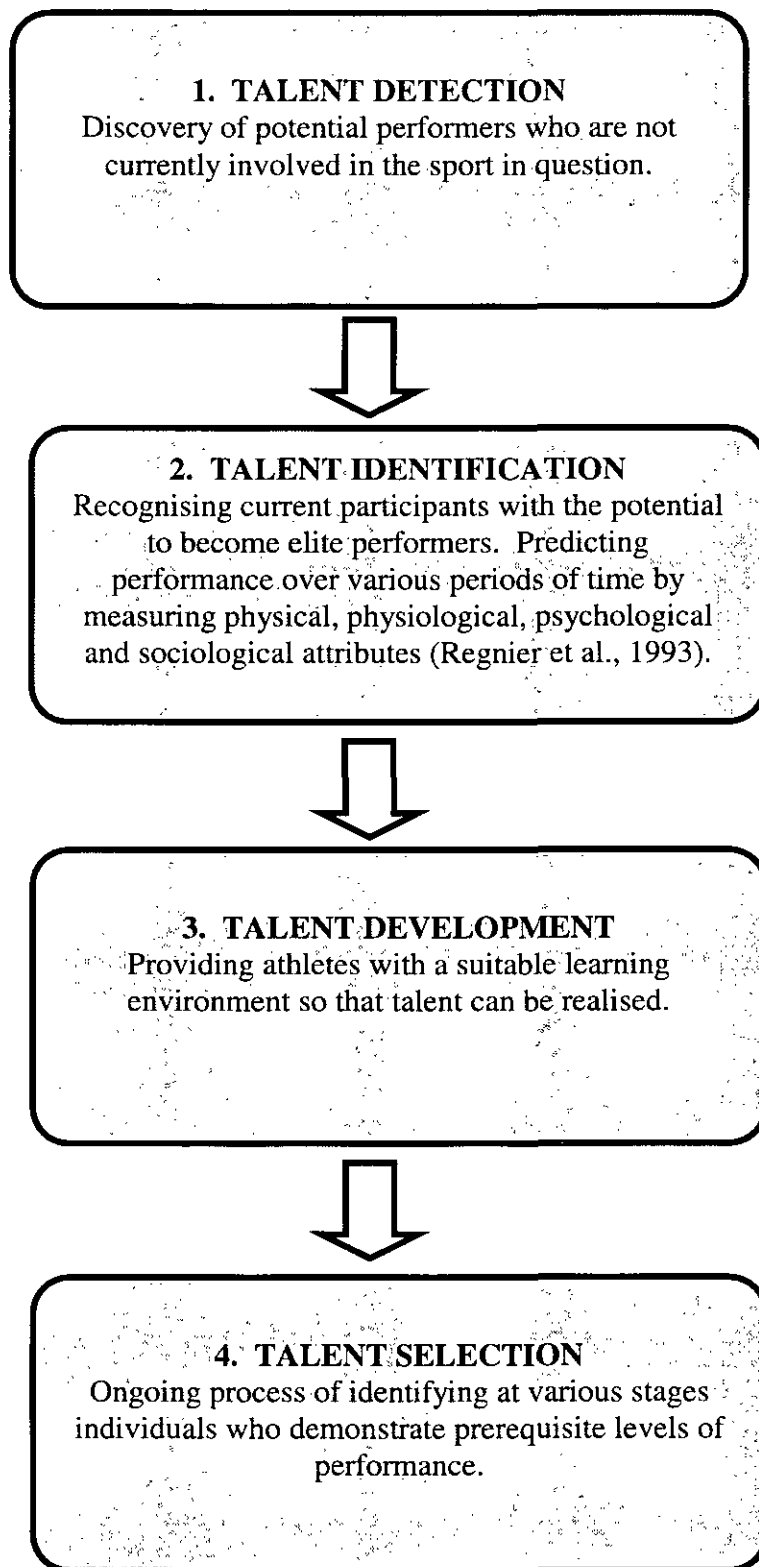 1. TALENT DETECTION
Discovery of potential performers who are not
currently involved in the sport in question.
2. TALENT IDENTIFICATION
Recognising current participants with the potential
to become elite performers. Predicting
performance over various periods of time by
measuring physical, physiological, psychological
and sociological attributes (Regnier et al., 1993).
3. TALENT DEVELOPMENT
Providing athletes with a suitable learning
environment so that talent can be realised.
4. TALENT SELECTION
Ongoing process of identifying at various stages
individuals who demonstrate prerequisite levels of
performance.